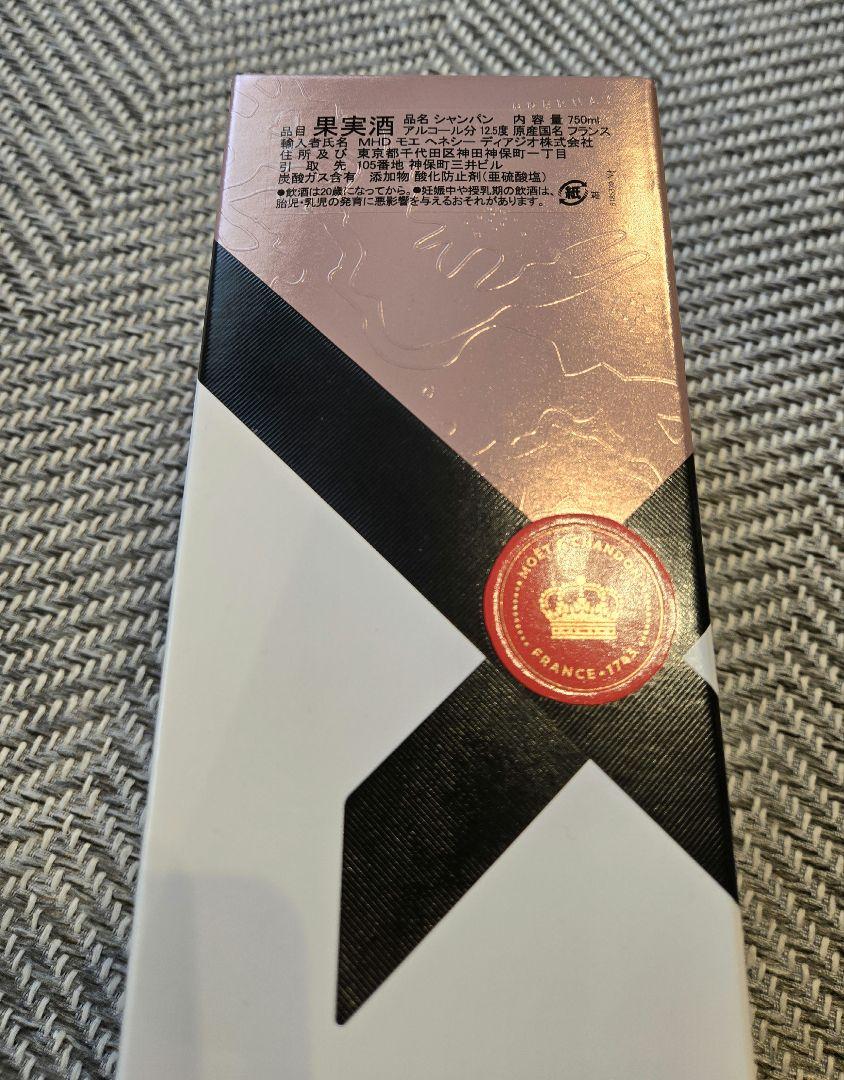 品目 果実酒 品名 シャンパン 内容量 750ml
アルコール分 12.5度 原産国名 フランス
輸入者氏名 MHD モエ ヘネシー ディアジオ株式会社
住所及び 東京都千代田区神田神保町一丁目
引取先 105番地 神保町三井ビル
炭酸ガス含有 添加物 酸化防止剤(亜硫酸塩)
●飲酒は20歳になってから。●妊娠中や授乳期の飲酒は、
胎児・乳児の発育に悪影響を与えるおそれがあります。
紙 箱
MOËT & CHANDON
FRANCE • 1743